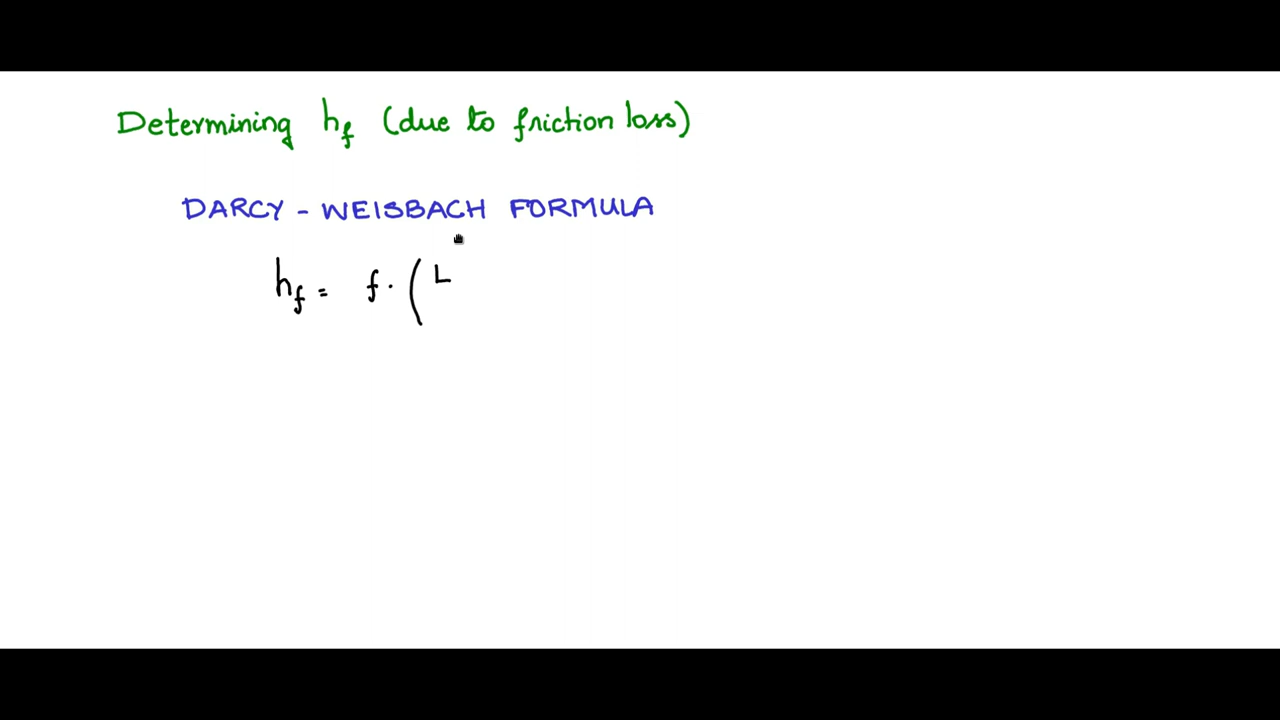 Determining hf (due to friction loss)
DARCY - WEISBACH FORMULA
hf = f · ( L